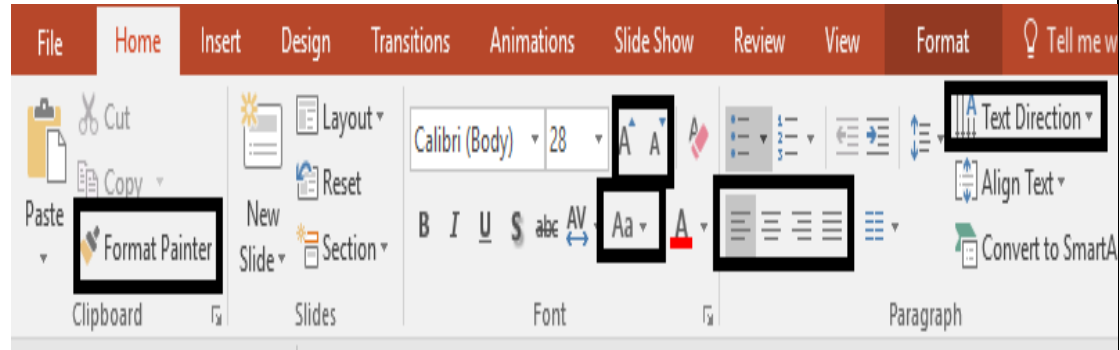 File Home Insert Design Transitions Animations Slide Show Review View Format Tell me w
Cut Layout Calibri (Body) 28 A A Text Direction
Copy Reset Align Text
Paste Format Painter New Slide Section B I U S abc AV Aa A Convert to SmartA
Clipboard Slides Font Paragraph